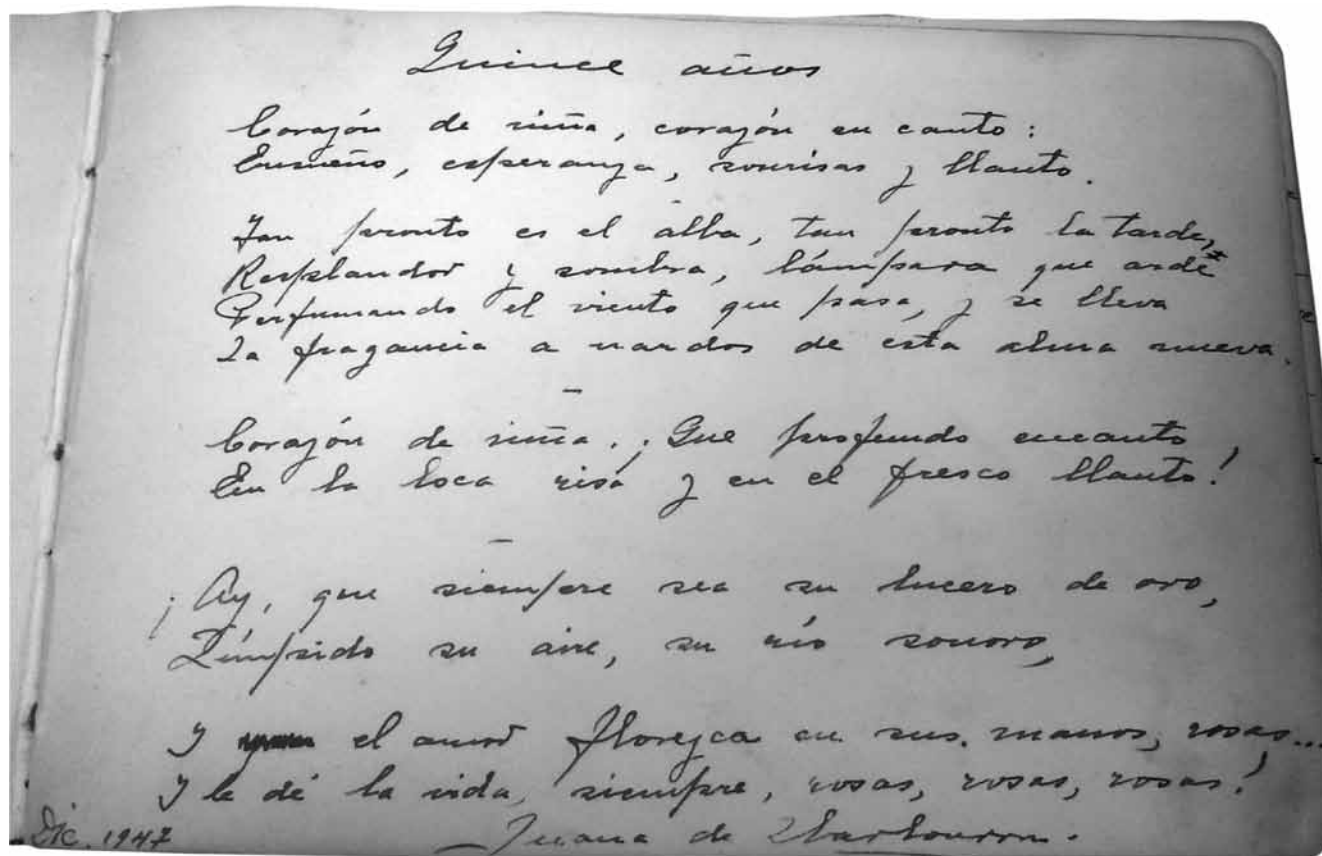 Quince años
Corazón de niña, corazón en canto:
Ensueño, esperanza, sonrisas y llanto.
Tan pronto es el alba, tan pronto la tarde,
Resplandor y sombra, lámpara que arde
Perfumando el viento que pasa, y se lleva
La fragancia a nardos de esta alma nueva.
Corazón de niña. ¡Que profundo encanto,
En la loca risa y en el fresco llanto!
¡Ay, que siempre sea su lucero de oro,
Límpido su aire, su río sonoro,
Y el amor florezca en sus manos, rosas...
Y le dé la vida, siempre, rosas, rosas, rosas!
Dic. 1947
Juana de Ibarbourou.